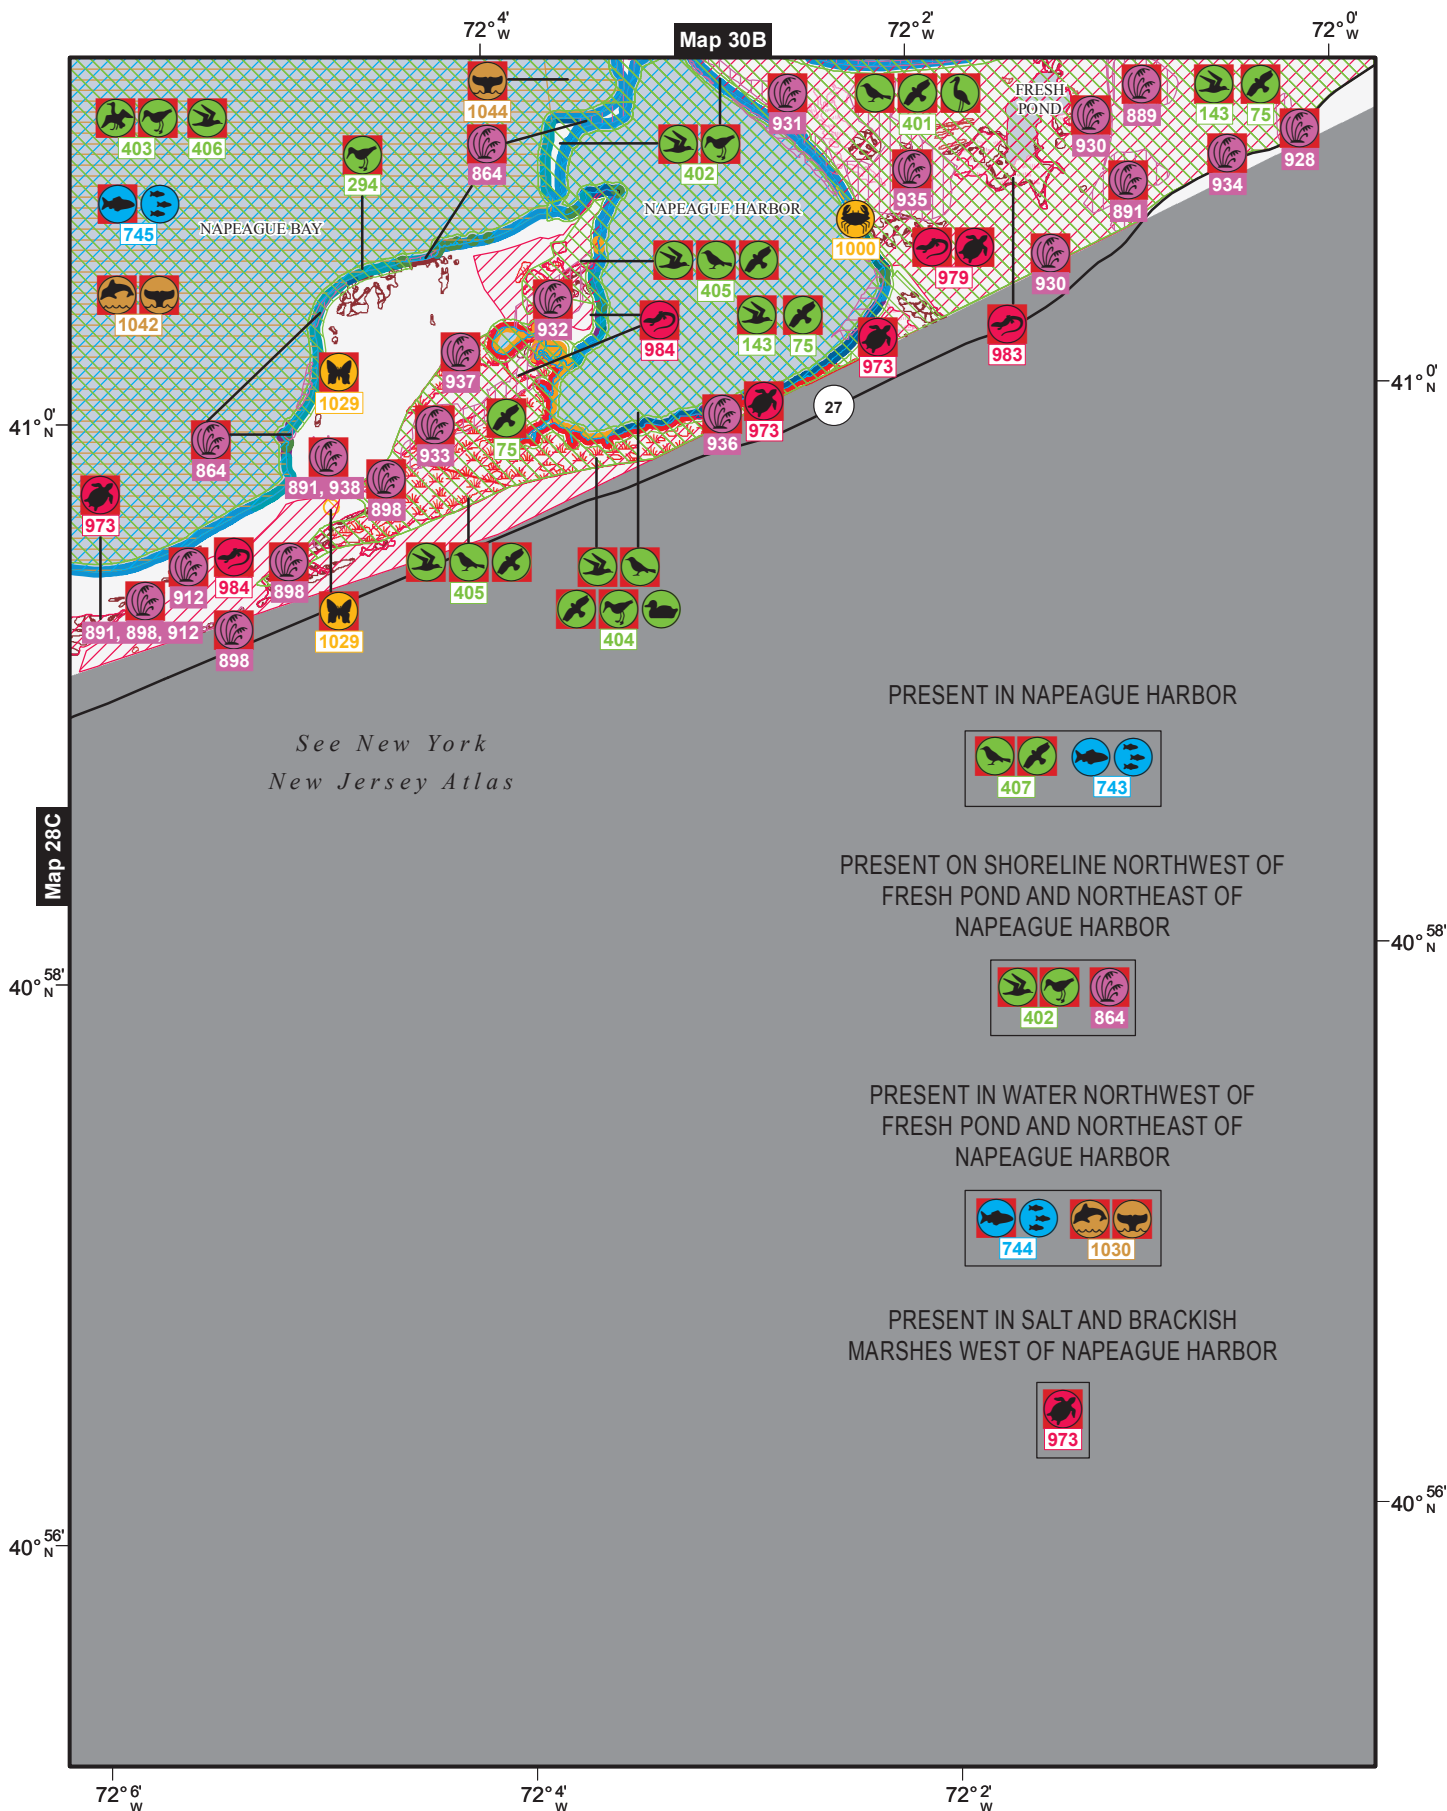 72° 4' W
72° 2' W
72° 0' W
Map 30B
1044
FRESH
POND
403
406
931
401
930
889
143
75
294
864
402
928
934
935
891
745
NAPEAGUE BAY
NAPEAGUE HARBOR
1000
979
930
405
1042
932
984
143
75
973
983
937
1029
41° 0' N
41° 0' N
27
75
936
973
933
864
891, 938
898
973
912
984
898
405
404
891, 898, 912
898
1029
PRESENT IN NAPEAGUE HARBOR
407
743
See New York
New Jersey Atlas
Map 28C
PRESENT ON SHORELINE NORTHWEST OF
FRESH POND AND NORTHEAST OF
NAPEAGUE HARBOR
402
864
40° 58' N
40° 58' N
PRESENT IN WATER NORTHWEST OF
FRESH POND AND NORTHEAST OF
NAPEAGUE HARBOR
744
1030
PRESENT IN SALT AND BRACKISH
MARSHES WEST OF NAPEAGUE HARBOR
973
40° 56' N
40° 56' N
72° 6' W
72° 4' W
72° 2' W